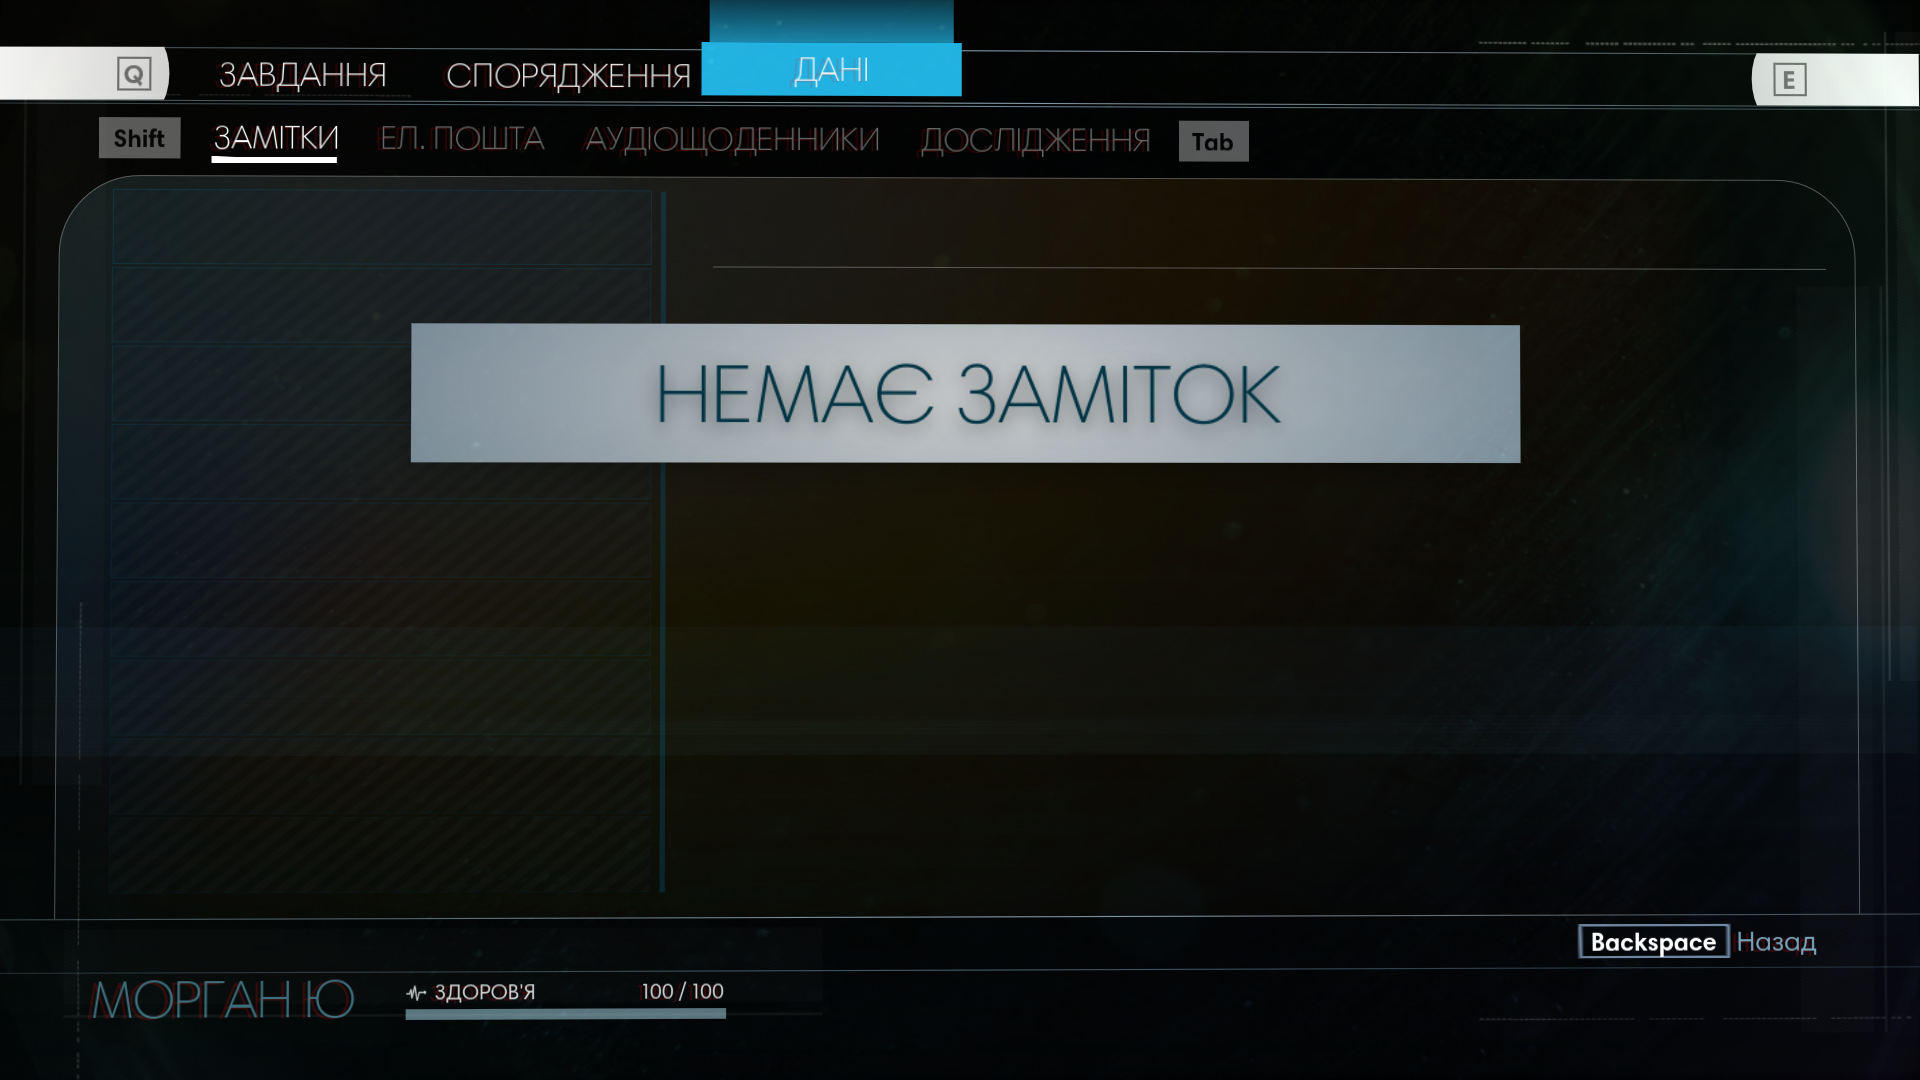 Q ЗАВДАННЯ СПОРЯДЖЕННЯ ДАНІ E
Shift ЗАМІТКИ ЕЛ. ПОШТА АУДІОЩОДЕННИКИ ДОСЛІДЖЕННЯ Tab
НЕМАЄ ЗАМІТОК
Backspace Назад
МОРГАН Ю ЗДОРОВ'Я 100 / 100